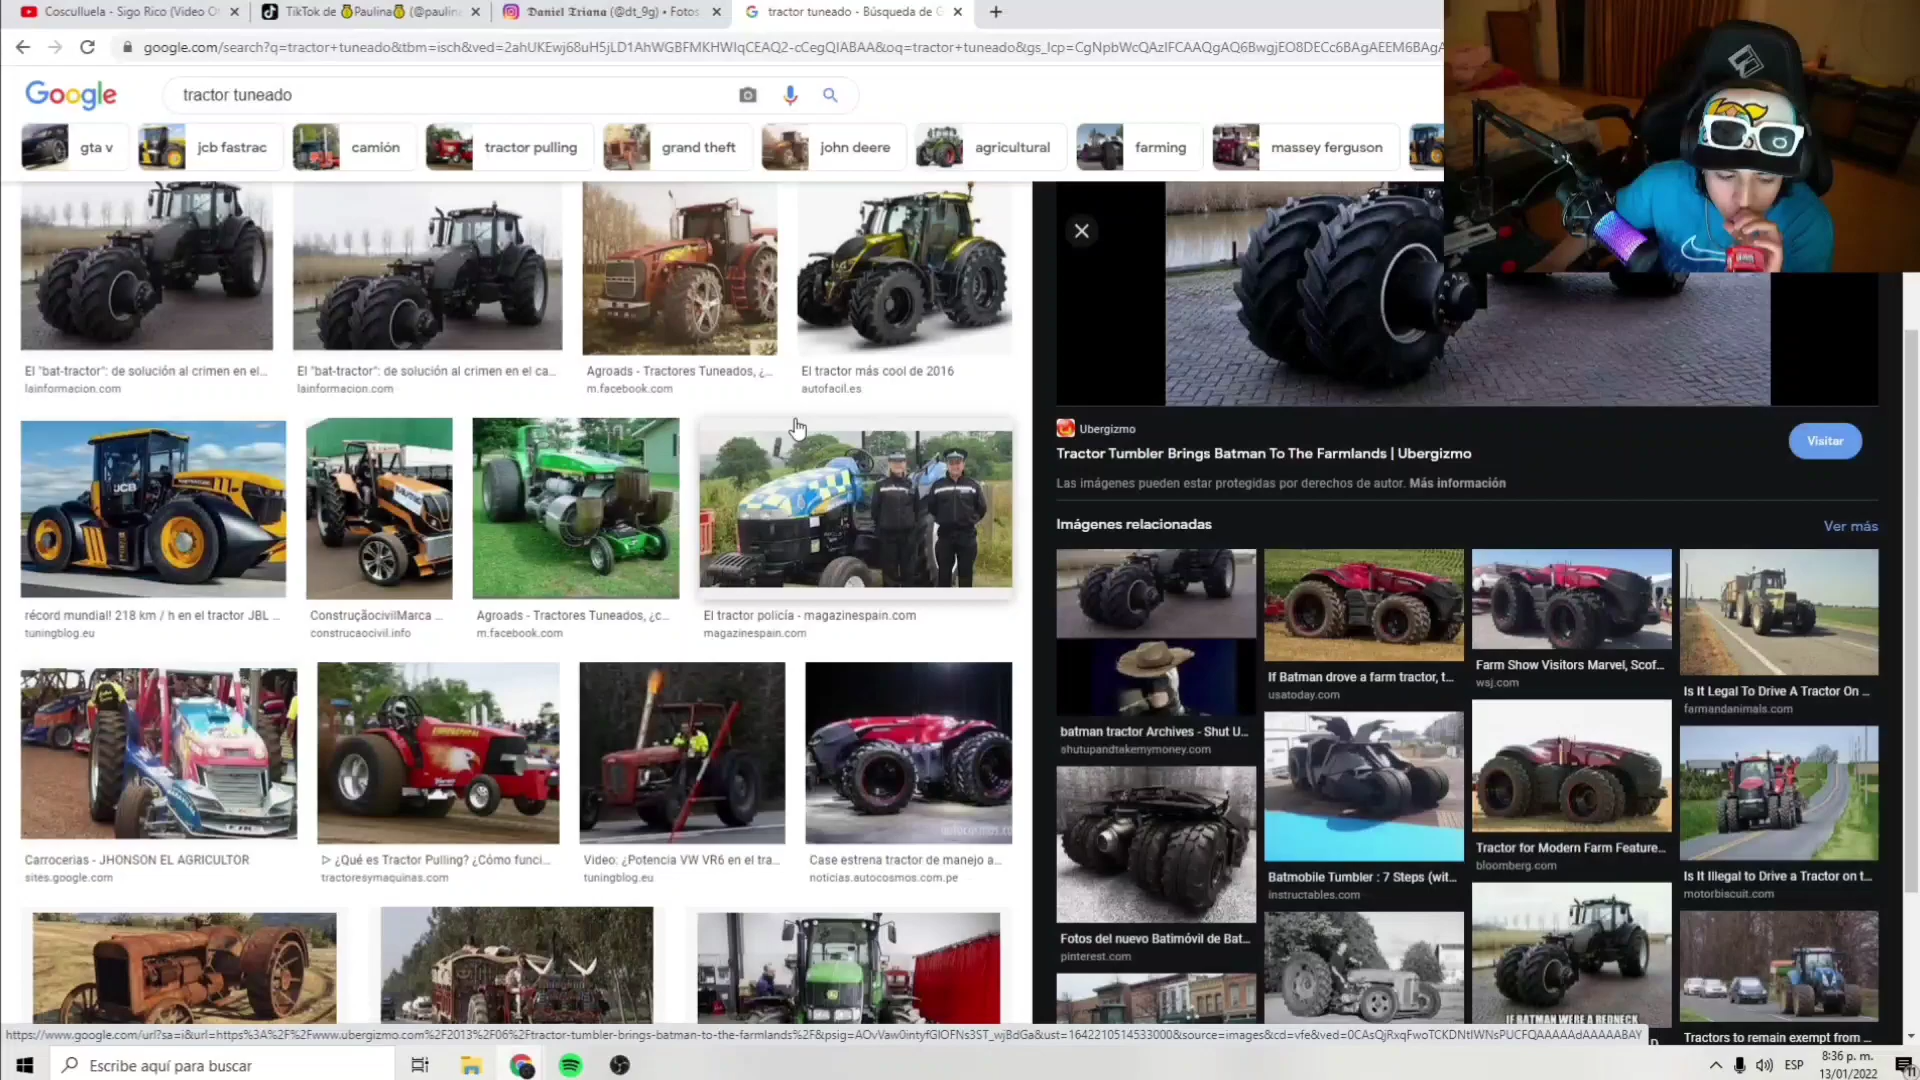 Cosculluela - Sigo Rico (Video O
TikTok de 🍍Paulina🍍 (@paulin
Daniel Triana (@dt_9g) • Fotos
tractor tuneado - Búsqueda de G
google.com/search?q=tractor+tuneado&tbm=isch&ved=2ahUKEwj68uH5jLD1AhWGBFMKHWIqCEAQ2-cCegQIABAA&oq=tractor+tuneado&gs_lcp=CgNpbWcQAzIFCAAQgAQ6BwgjEO8DECc6BAgAEEM6BAgA
Google
tractor tuneado
gta v
jcb fastrac
camión
tractor pulling
grand theft
john deere
agricultural
farming
massey ferguson
El "bat-tractor": de solución al crimen en el...
lainformacion.com
El "bat-tractor": de solución al crimen en el ca...
lainformacion.com
Agroads - Tractores Tuneados, ¿...
m.facebook.com
El tractor más cool de 2016
autofacil.es
JCB
récord mundial! 218 km / h en el tractor JBL ...
tuningblog.eu
ConstruçãocivilMarca ...
construcaocivil.info
Agroads - Tractores Tuneados, ¿c...
m.facebook.com
El tractor policía - magazinespain.com
magazinespain.com
Carrocerias - JHONSON EL AGRICULTOR
sites.google.com
▷ ¿Qué es Tractor Pulling? ¿Cómo funci...
tractoresymaquinas.com
Video: ¿Potencia VW VR6 en el tra...
tuningblog.eu
autocosmos.co
Case estrena tractor de manejo a...
noticias.autocosmos.com.pe
Ubergizmo
Tractor Tumbler Brings Batman To The Farmlands | Ubergizmo
Visitar
Las imágenes pueden estar protegidas por derechos de autor. Más información
Imágenes relacionadas
Ver más
batman tractor Archives - Shut U...
shutupandtakemymoney.com
If Batman drove a farm tractor, t...
usatoday.com
Farm Show Visitors Marvel, Scof...
wsj.com
Is It Legal To Drive A Tractor On ...
farmandanimals.com
Fotos del nuevo Batimóvil de Bat...
pinterest.com
Batmobile Tumbler : 7 Steps (wit...
instructables.com
Tractor for Modern Farm Feature...
bloomberg.com
Is It Illegal to Drive a Tractor on t...
motorbiscuit.com
IF BATMAN WERE A REDNECK
Tractors to remain exempt from ...
https://www.google.com/url?sa=i&url=https%3A%2F%2Fwww.ubergizmo.com%2F2013%2F06%2Ftractor-tumbler-brings-batman-to-the-farmlands%2F&psig=AOvVaw0intyfGlOFNs3ST_wjBdGa&ust=1642210514533000&source=images&cd=vfe&ved=0CAsQjRxqFwoTCKDNtIWNsPUCFQAAAAAdAAAAABAY
Escribe aquí para buscar
ESP
8:36 p. m.
13/01/2022
11